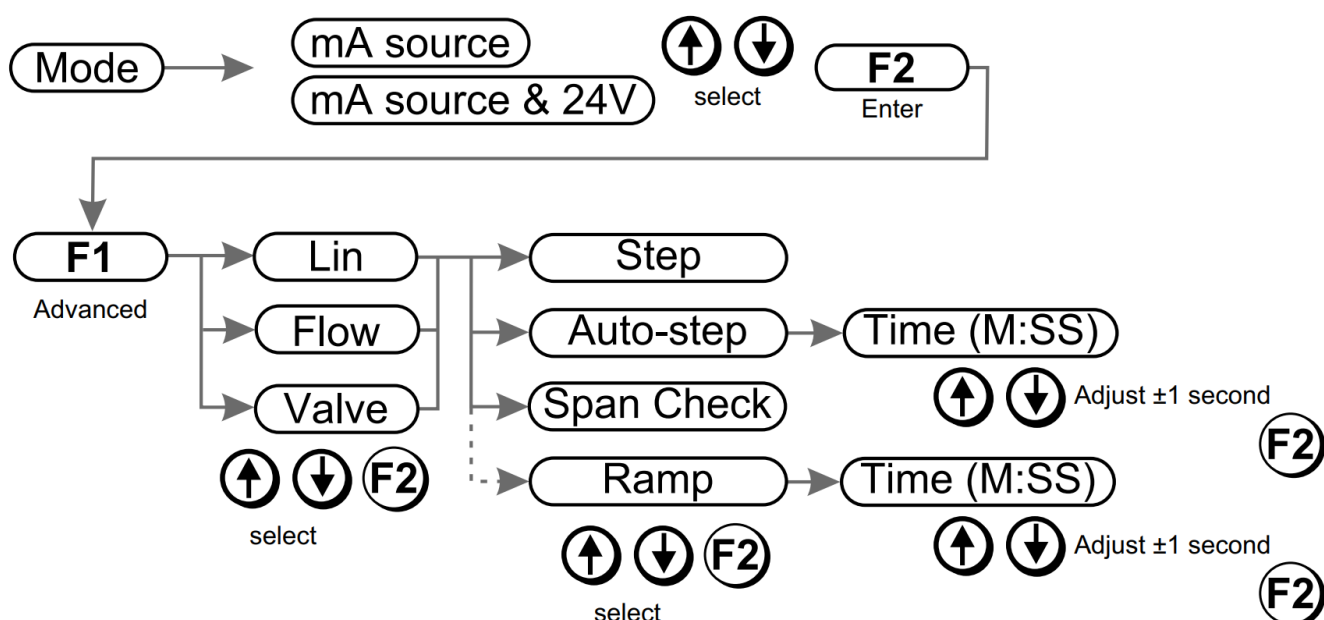 Mode
mA source
mA source & 24V
select
F2
Enter
F1
Advanced
Lin
Flow
Valve
F2
select
Step
Auto-step
Time (M:SS)
Adjust ±1 second
F2
Span Check
Ramp
Time (M:SS)
F2
select
Adjust ±1 second
F2